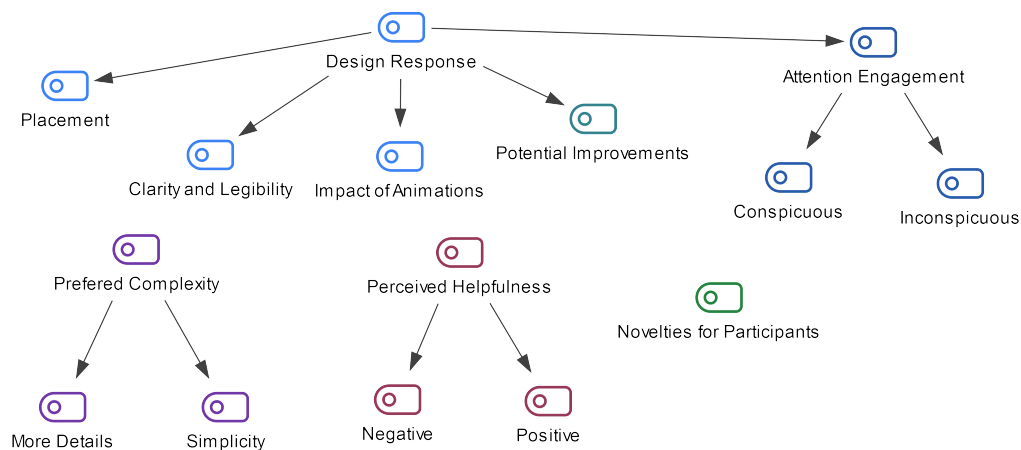 Design Response
Attention Engagement
Placement
Potential Improvements
Clarity and Legibility
Impact of Animations
Conspicuous
Inconspicuous
Prefered Complexity
Perceived Helpfulness
Novelties for Participants
More Details
Simplicity
Negative
Positive